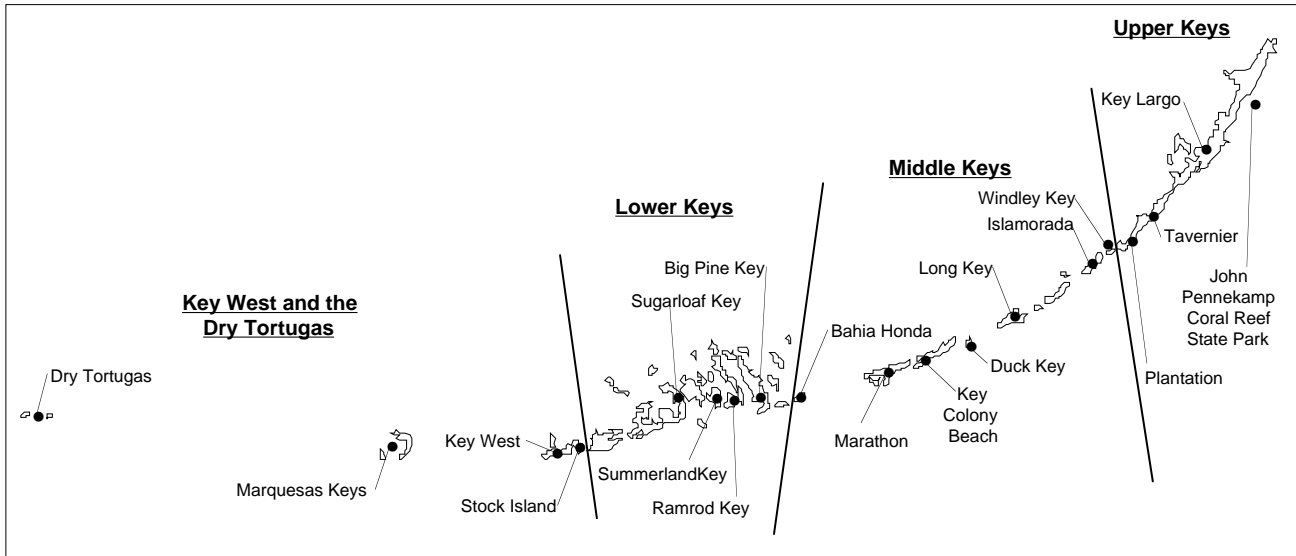 Upper Keys
Key Largo
Middle Keys
Windley Key
Islamorada
Lower Keys
Tavernier
Big Pine Key
Long Key
John
Pennekamp
Coral Reef
State Park
Key West and the
Dry Tortugas
Sugarloaf Key
Bahia Honda
Duck Key
Plantation
Dry Tortugas
Key
Colony
Beach
Marathon
Key West
SummerlandKey
Marquesas Keys
Stock Island
Ramrod Key